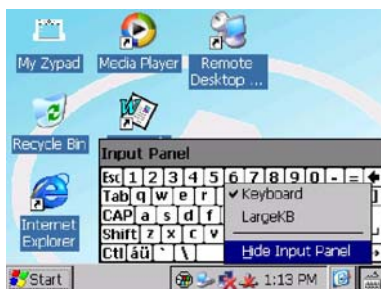 My Zypad
Media Player
Remote
Desktop ...
Recycle Bin
Internet
Explorer
Input Panel
Esc 1 2 3 4 5 6 7 8 9 0 - =
Tab q w e r
CAP a s d f
Shift z x c v
Ctl áü ` \
Keyboard
LargeKB
Hide Input Panel
Start
1:13 PM